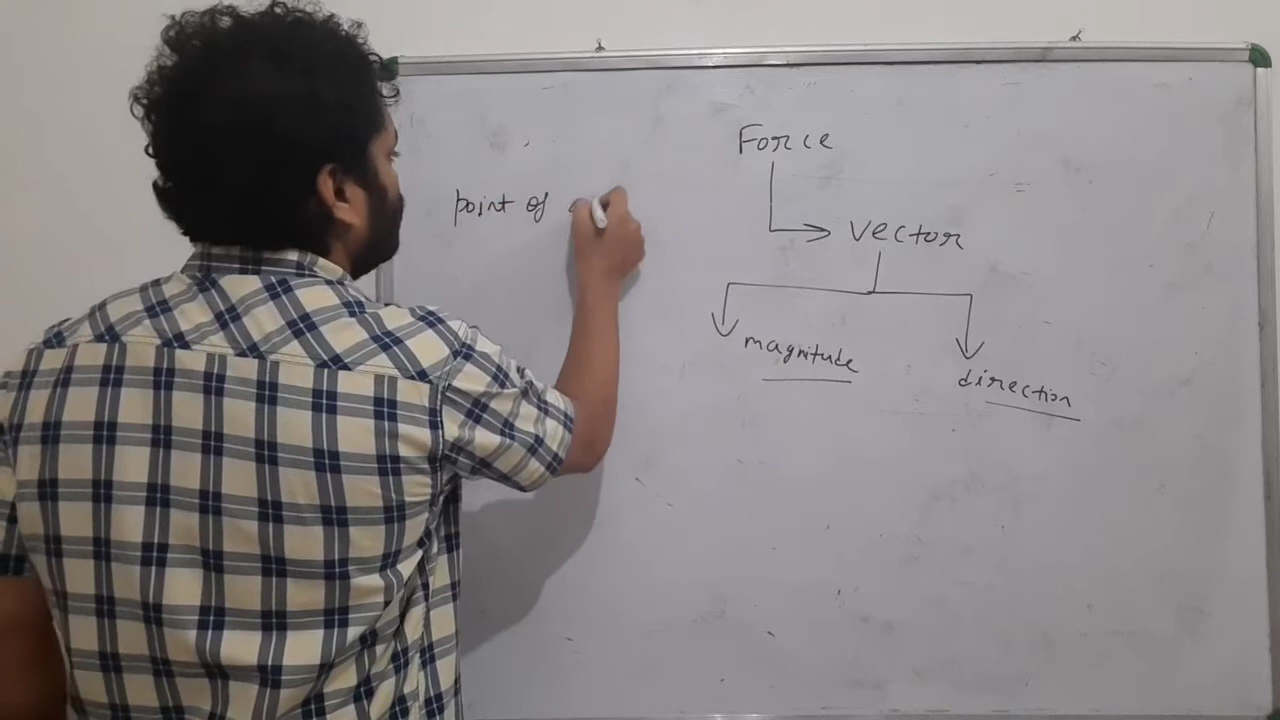 Force
point of
vector
magnitude
direction